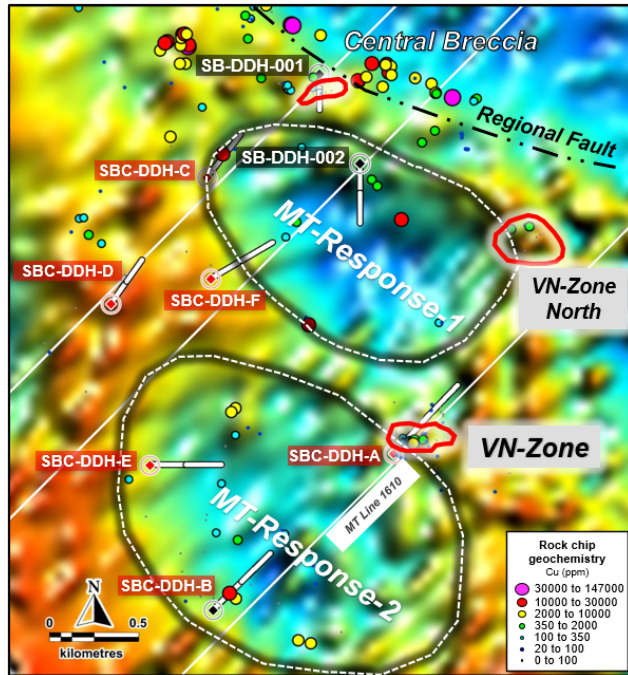 Central Breccia
SB-DDH-001
Regional Fault
SB-DDH-002
SBC-DDH-C
MT-Response-1
SBC-DDH-D
SBC-DDH-F
VN-Zone
North
SBC-DDH-E
SBC-DDH-A
VN-Zone
MT Line 1610
MT-Response-2
SBC-DDH-B
N
0 0.5
kilometres
Rock chip
geochemistry
Cu (ppm)
30000 to 147000
10000 to 30000
2000 to 10000
350 to 2000
100 to 350
20 to 100
0 to 100